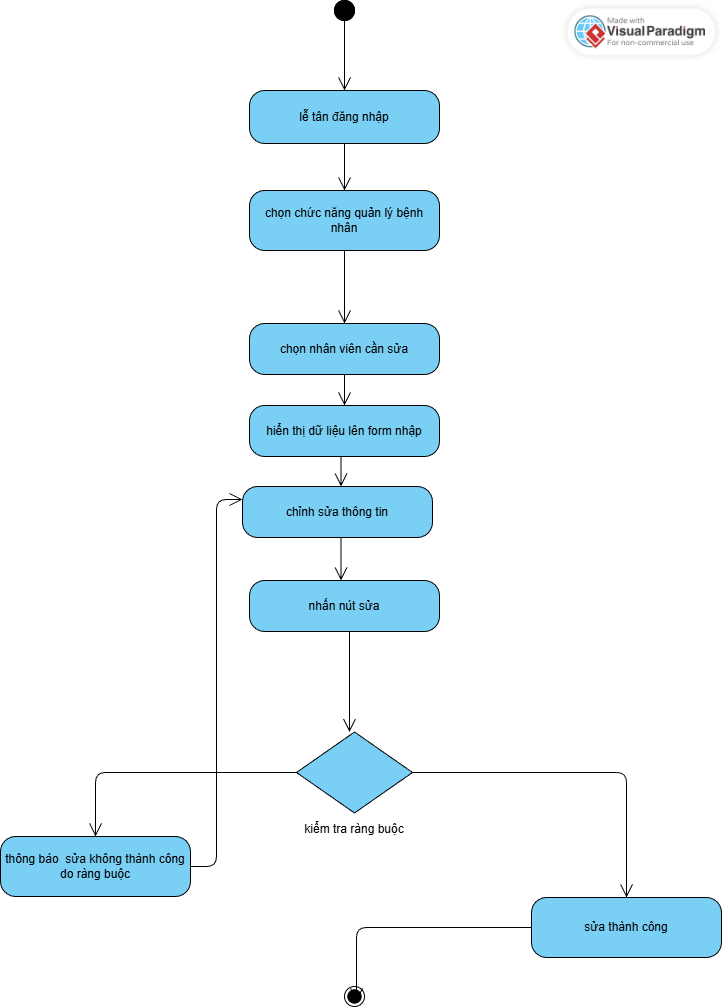 Made with
VisualParadigm
For non-commercial use
lễ tân đăng nhập
chọn chức năng quản lý bệnh
nhân
chọn nhân viên cần sửa
hiển thị dữ liệu lên form nhập
chỉnh sửa thông tin
nhấn nút sửa
kiểm tra ràng buộc
thông báo  sửa không thành công
do ràng buộc
sửa thành công